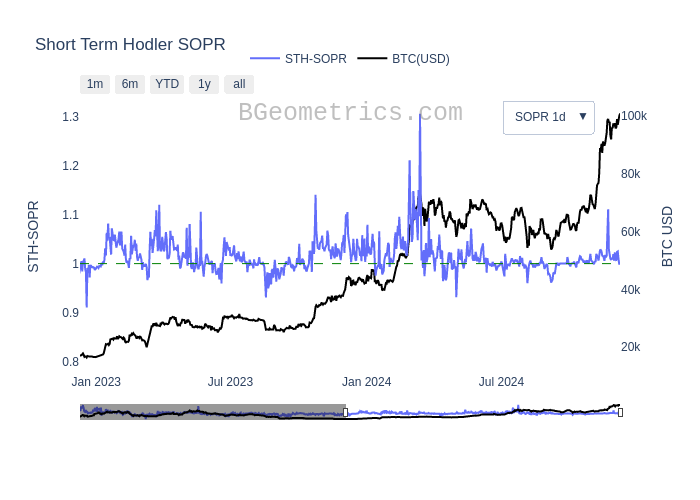 Short Term Hodler SOPR
STH-SOPR BTC(USD)
1m 6m YTD 1y all
BGeometrics.com
SOPR 1d ▼
1.3
1.2
1.1
1
0.9
0.8
STH-SOPR
100k
80k
60k
40k
20k
BTC USD
Jan 2023 Jul 2023 Jan 2024 Jul 2024